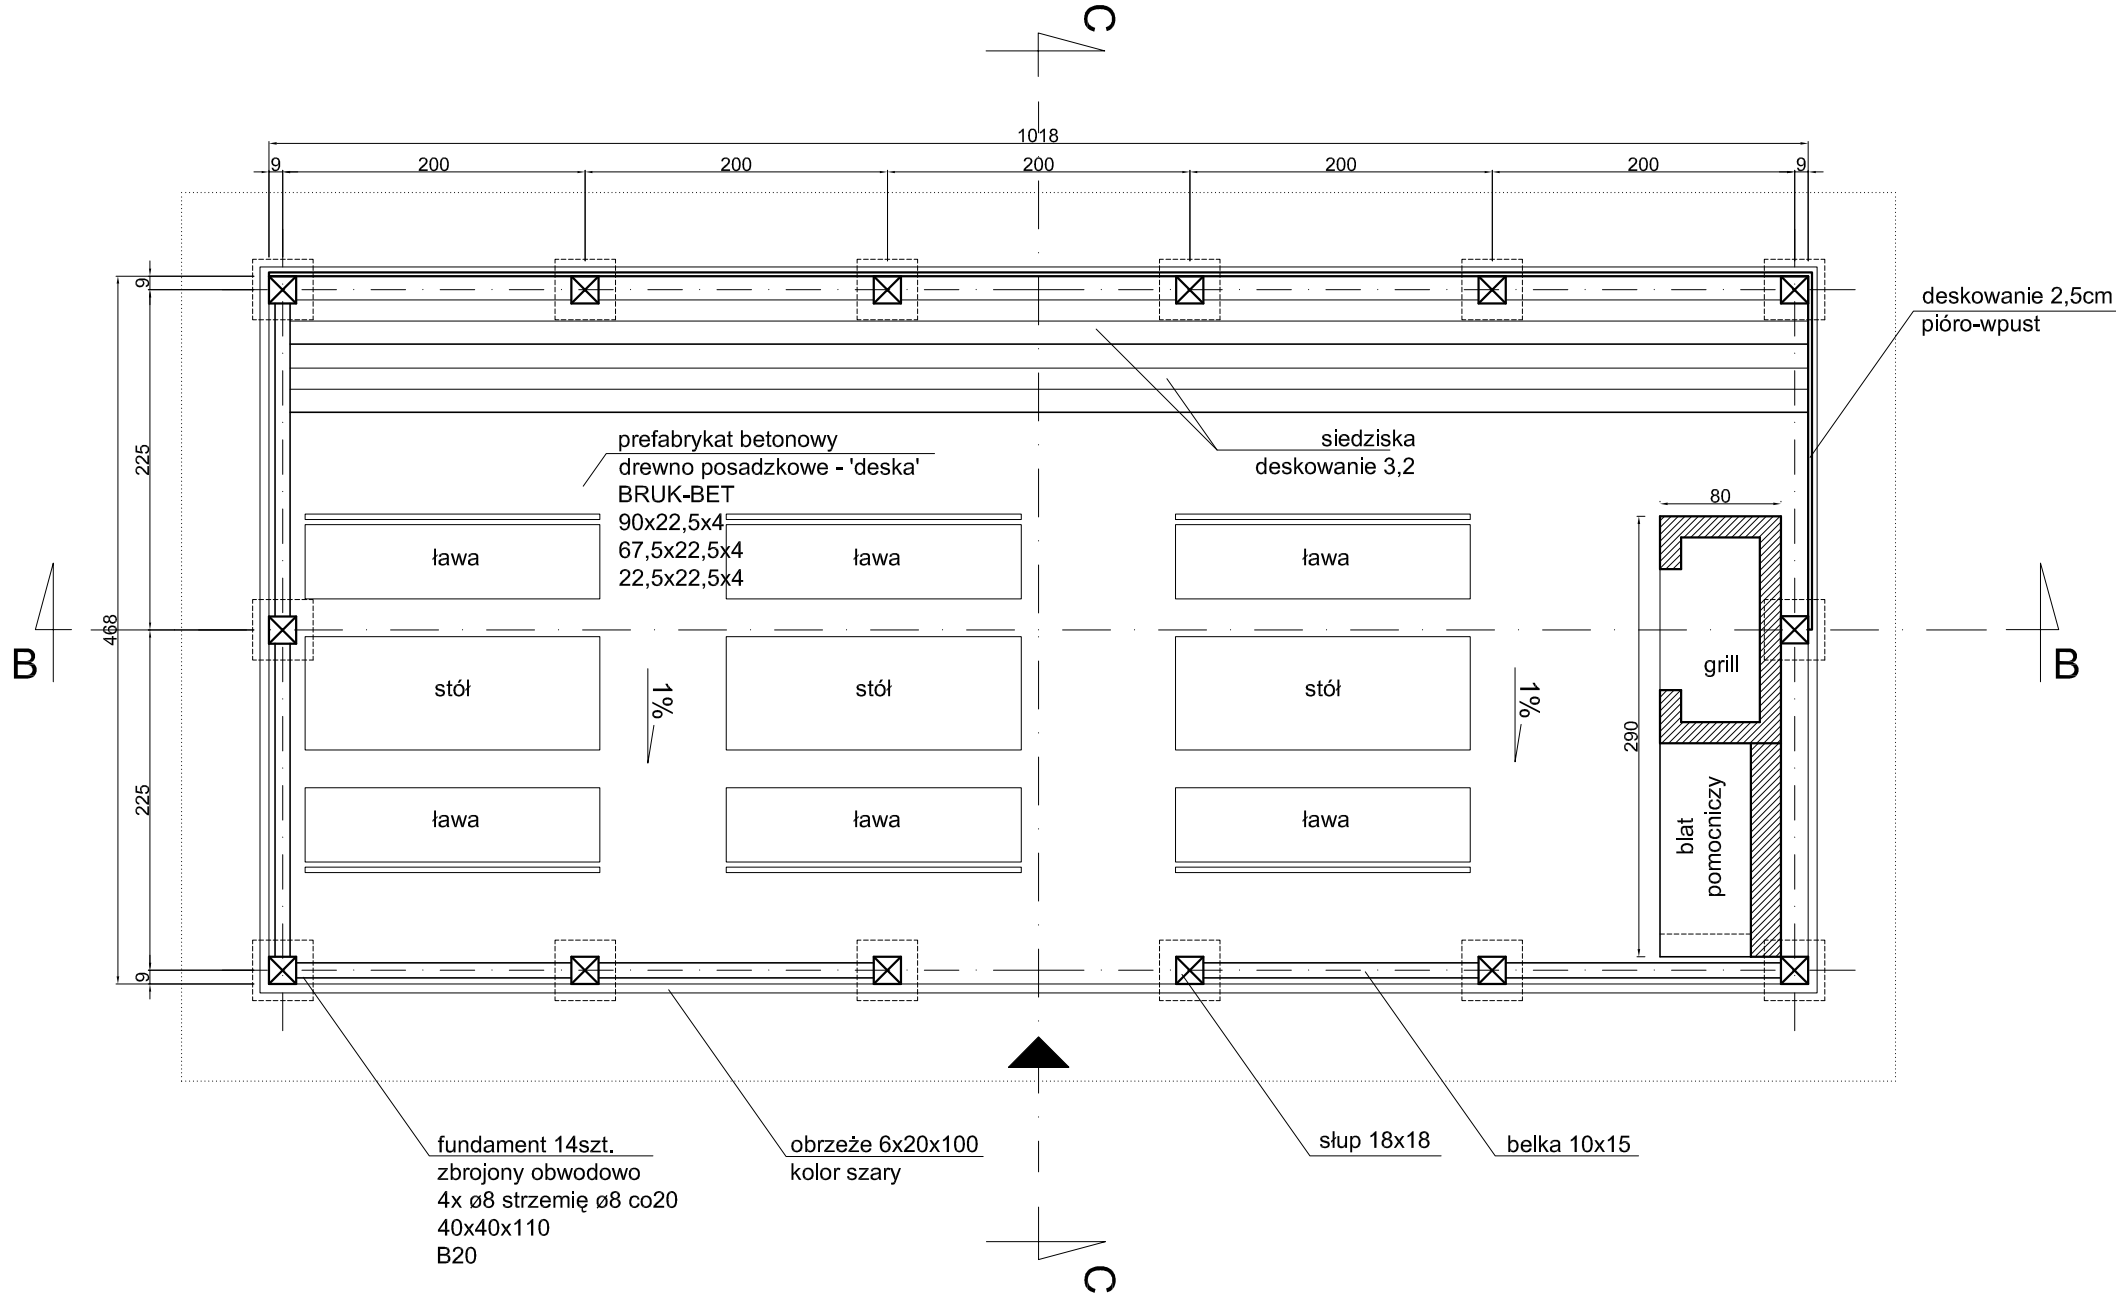 C
1018
9
200
200
200
200
200
9
9
225
468
225
9
deskowanie 2,5cm
pióro-wpust
prefabrykat betonowy
drewno posadzkowe - 'deska'
BRUK-BET
90x22,5x4
67,5x22,5x4
22,5x22,5x4
siedziska
deskowanie 3,2
80
ława
ława
ława
B
B
stół
stół
stół
1%
1%
grill
290
ława
ława
ława
blat
pomocniczy
fundament 14szt.
zbrojony obwodowo
4x ø8 strzemię ø8 co20
40x40x110
B20
obrzeże 6x20x100
kolor szary
słup 18x18
belka 10x15
C